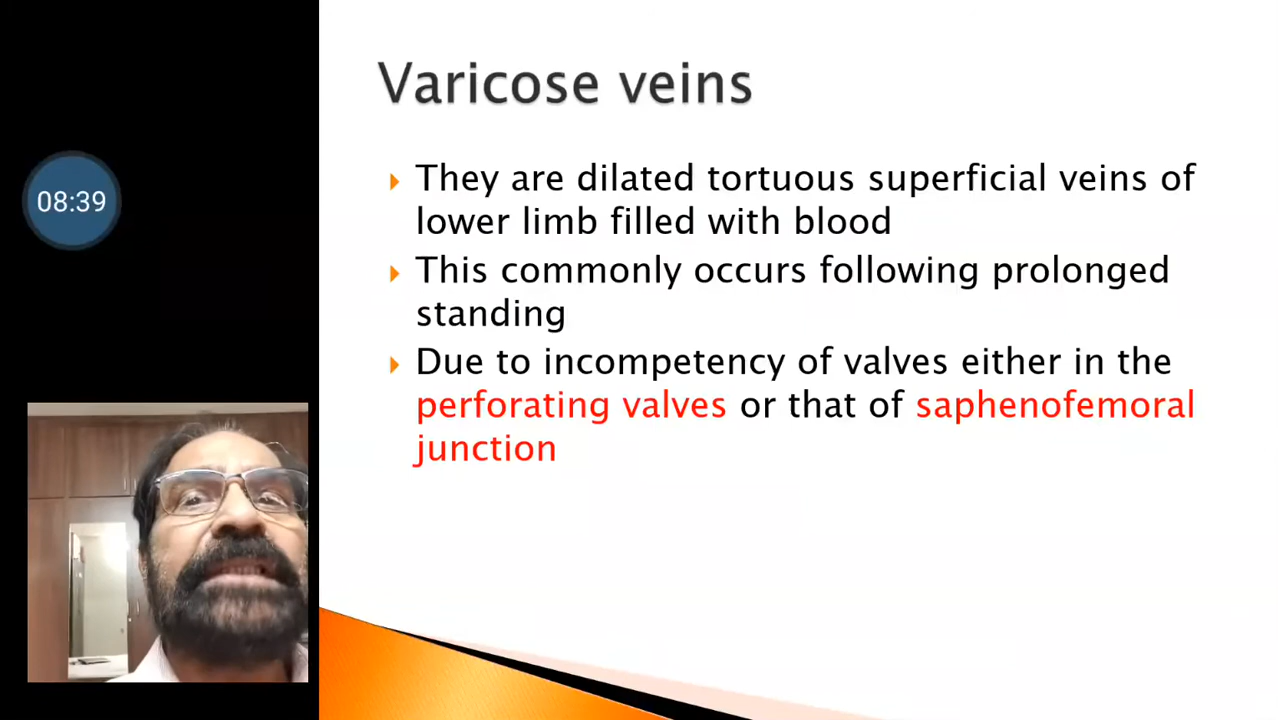 Varicose veins
08:39
They are dilated tortuous superficial veins of
lower limb filled with blood
This commonly occurs following prolonged
standing
Due to incompetency of valves either in the
perforating valves or that of saphenofemoral
junction